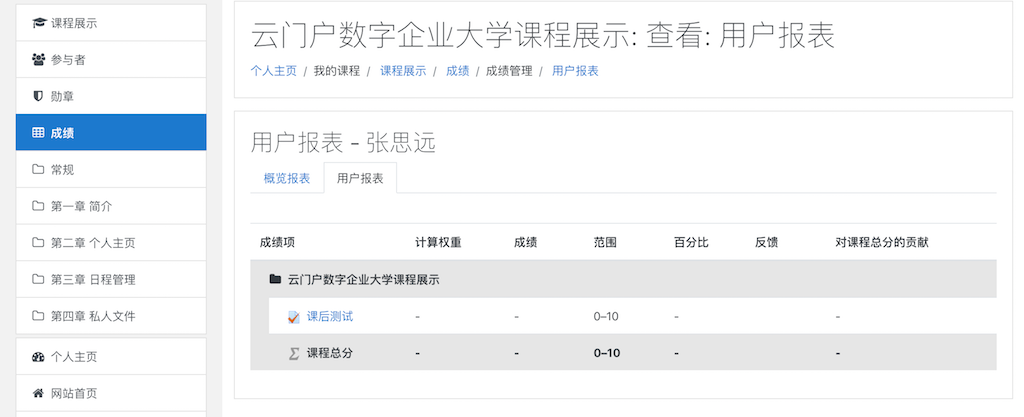 课程展示
参与者
勋章
成绩
常规
第一章 简介
第二章 个人主页
第三章 日程管理
第四章 私人文件
个人主页
网站首页
云门户数字企业大学课程展示: 查看: 用户报表
个人主页 / 我的课程 / 课程展示 / 成绩 / 成绩管理 / 用户报表
用户报表 - 张思远
概览报表 用户报表
成绩项 计算权重 成绩 范围 百分比 反馈 对课程总分的贡献
云门户数字企业大学课程展示
课后测试 - - 0–10 - -
课程总分 - - 0–10 - -